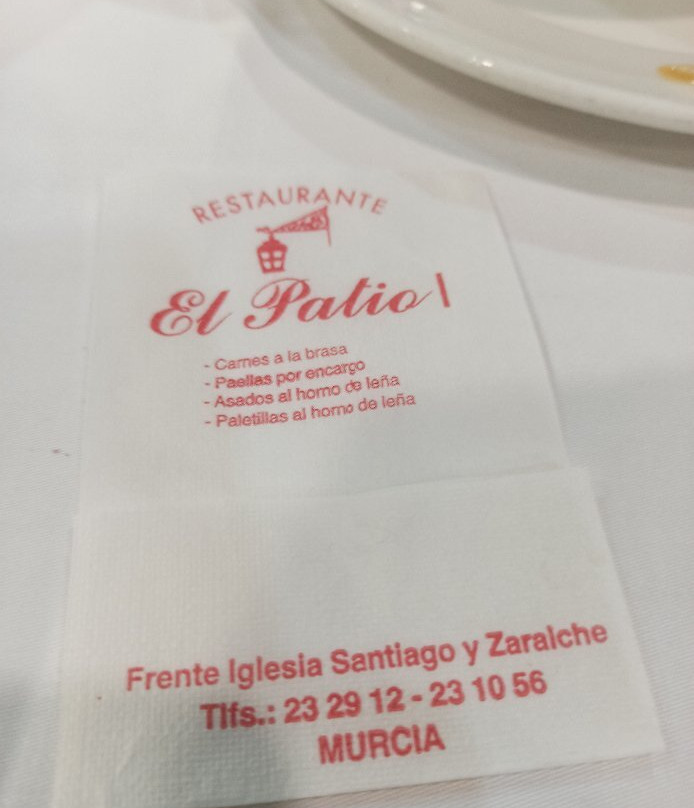 RESTAURANTE
El Patio I
- Carnes a la brasa
- Paellas por encargo
- Asados al horno de leña
- Paletillas al horno de leña
Frente Iglesia Santiago y Zaraiche
Tlfs.: 23 29 12 - 23 10 56
MURCIA